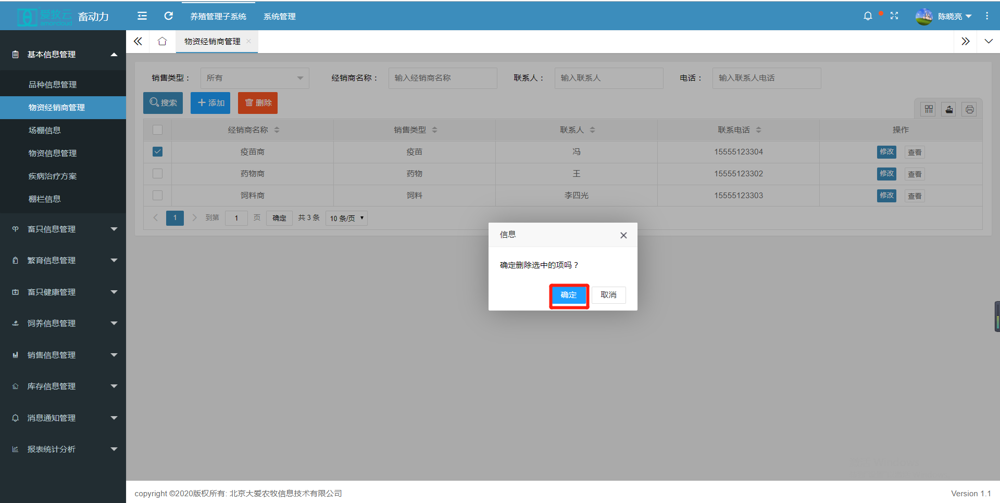 爱牧云
畜动力
养殖管理子系统
系统管理
陈晓亮
基本信息管理
品种信息管理
物资经销商管理
场棚信息
物资信息管理
疾病治疗方案
棚栏信息
畜只信息管理
繁育信息管理
畜只健康管理
饲养信息管理
销售信息管理
库存信息管理
消息通知管理
报表统计分析
物资经销商管理
销售类型： 所有 经销商名称： 输入经销商名称 联系人： 输入联系人 电话： 输入联系人电话
搜索 添加 删除
经销商名称 销售类型 联系人 联系电话 操作
疫苗商 疫苗 冯 15555123304 修改 查看
药物商 药物 王 15555123302 修改 查看
饲料商 饲料 李四光 15555123303 修改 查看
1 到第 1 页 确定 共 3 条 10 条/页
信息
确定删除选中的项吗？
确定 取消
copyright ©2020版权所有: 北京大爱农牧信息技术有限公司
Version 1.1